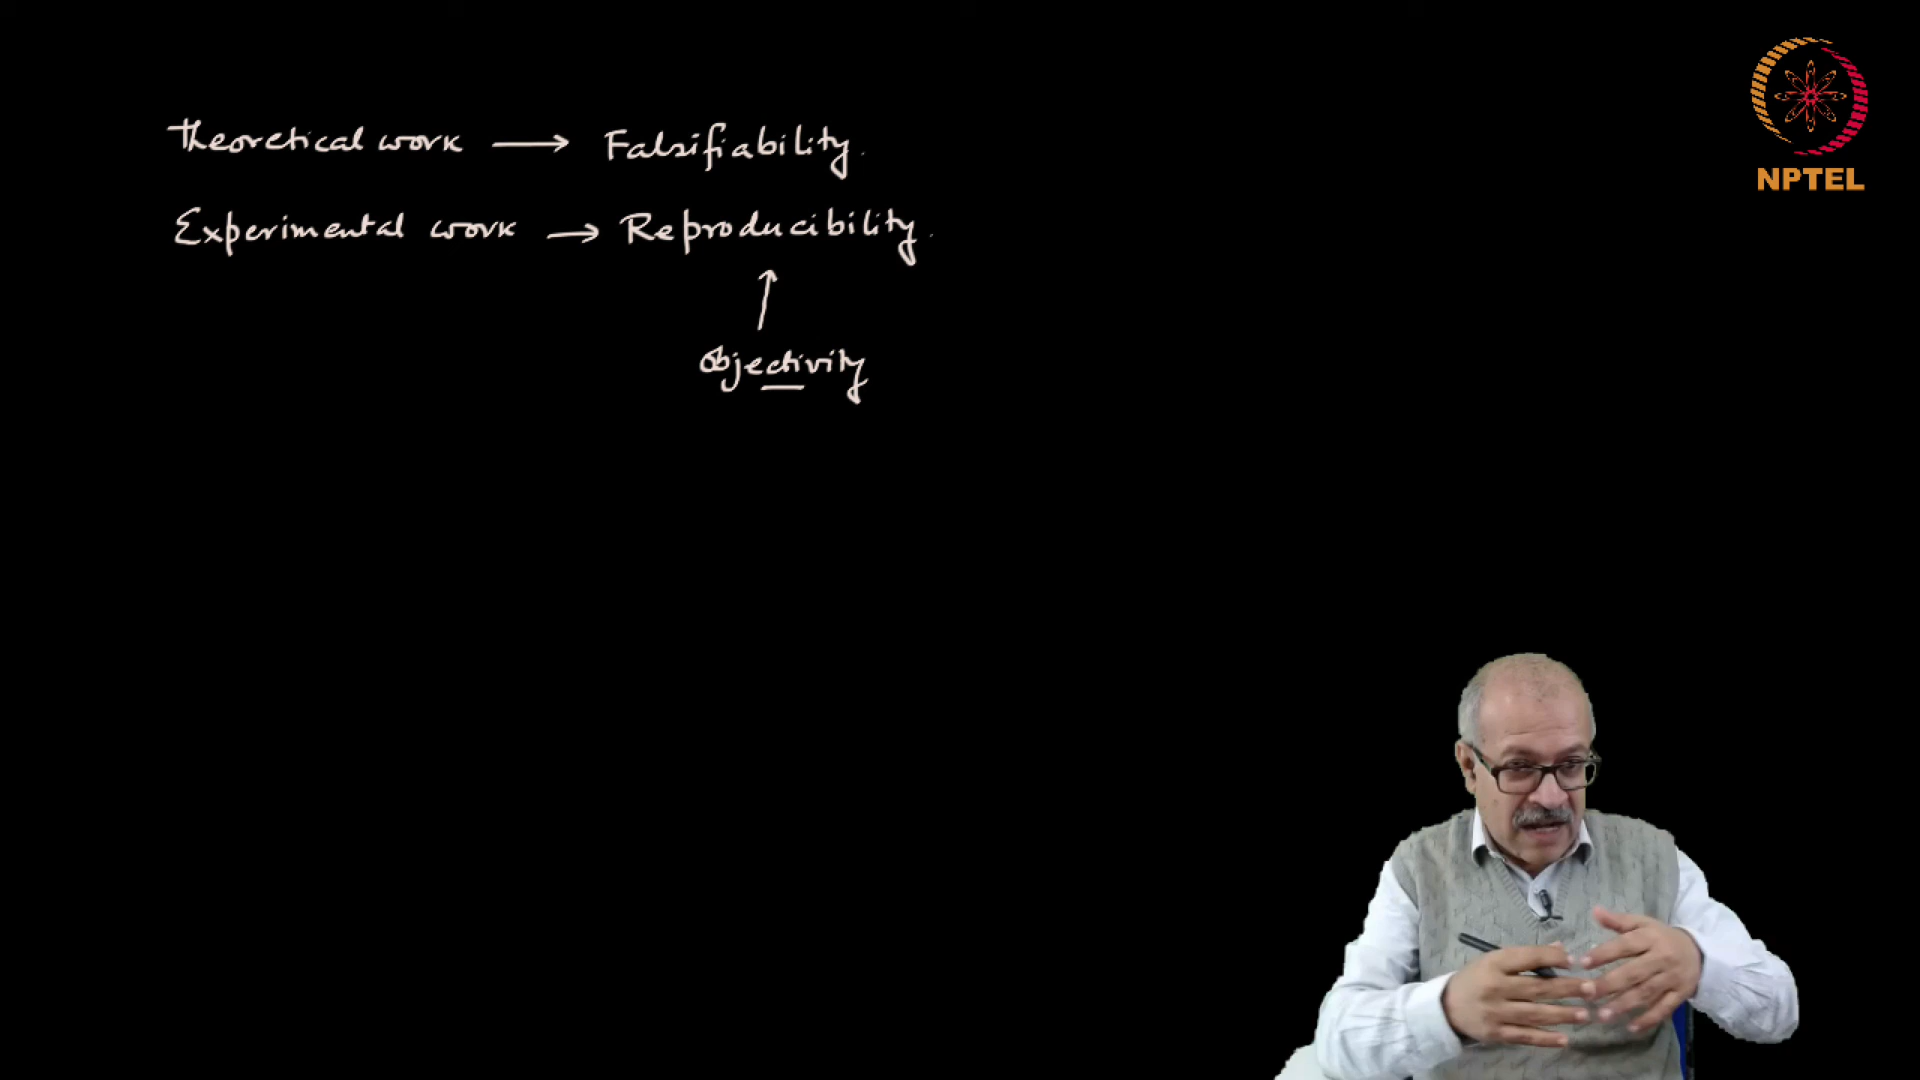 Theoretical work → Falsifiability.
Experimental work → Reproducibility.
↑
Objectivity
NPTEL